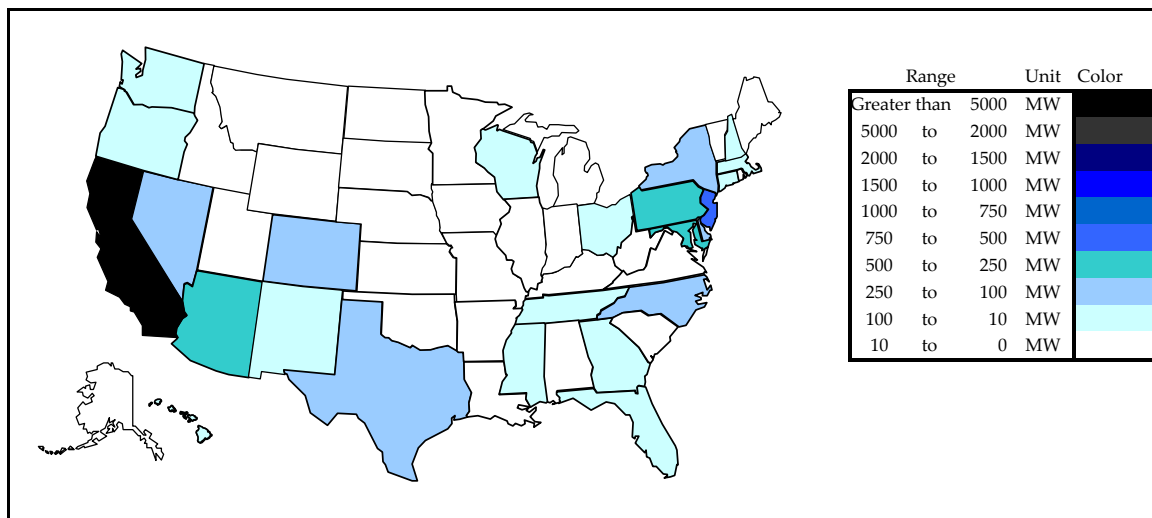 Range Unit Color
Greater than 5000 MW
5000 to 2000 MW
2000 to 1500 MW
1500 to 1000 MW
1000 to 750 MW
750 to 500 MW
500 to 250 MW
250 to 100 MW
100 to 10 MW
10 to 0 MW